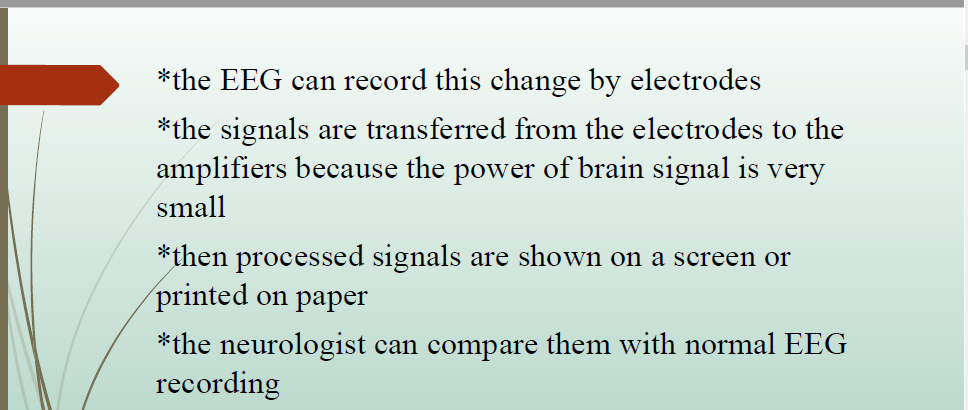 *the EEG can record this change by electrodes
*the signals are transferred from the electrodes to the
amplifiers because the power of brain signal is very
small
*then processed signals are shown on a screen or
printed on paper
*the neurologist can compare them with normal EEG
recording